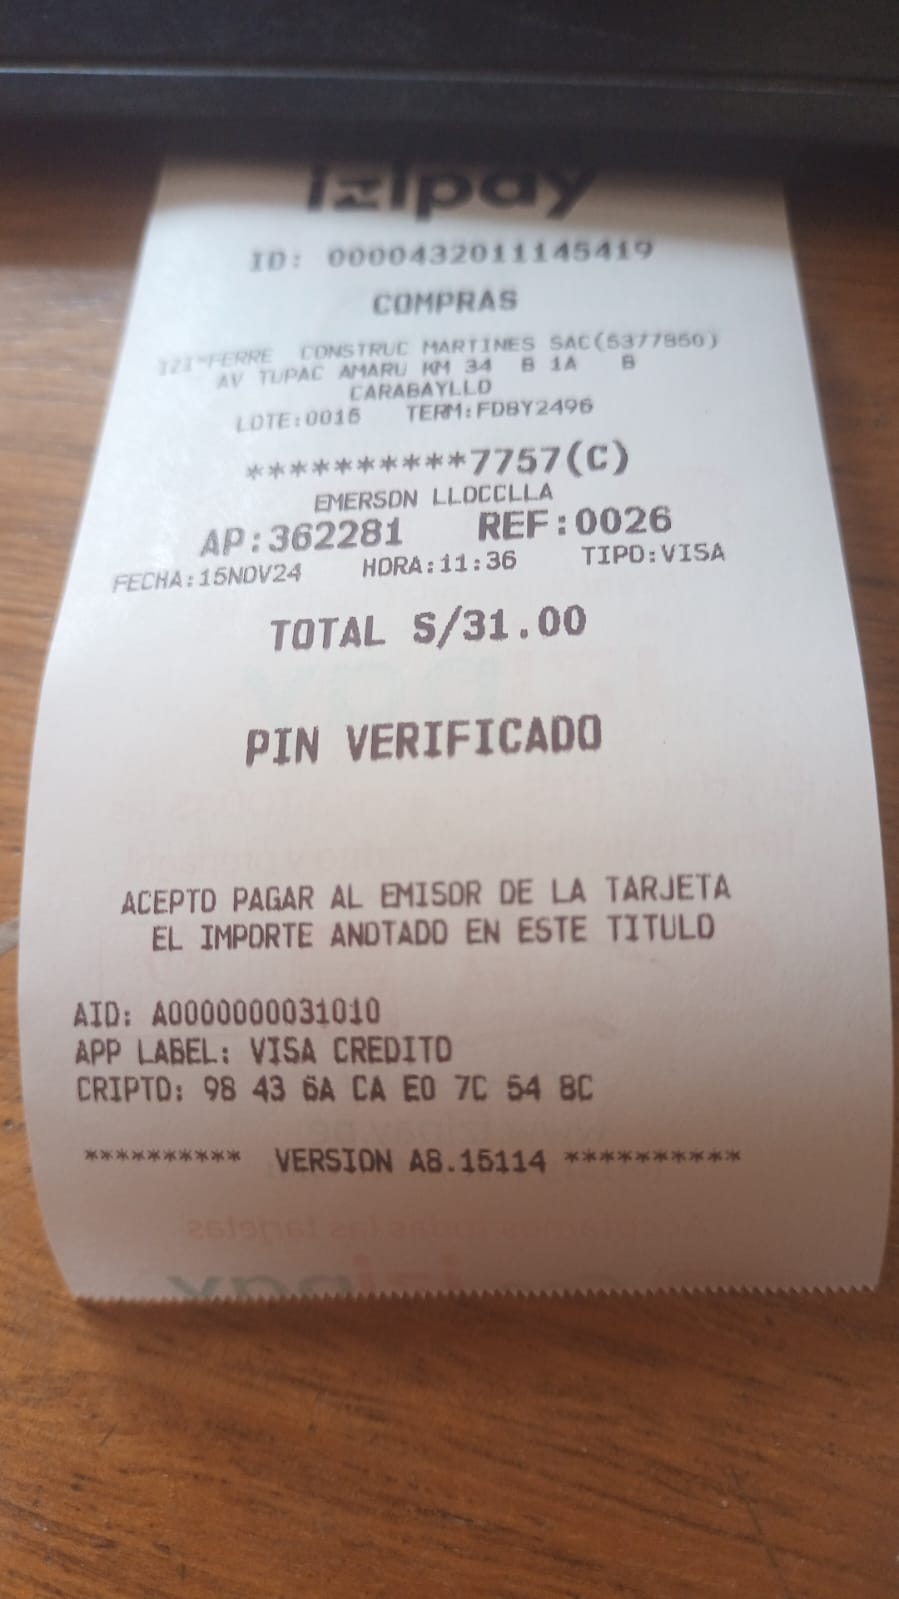 izipay
ID: 0000432011145419
COMPRAS
IZI*FERRE CONSTRUC MARTINES SAC(5377850)
AV TUPAC AMARU KM 34 B 1A B
CARABAYLLO
LOTE:0015 TERM:FD8Y2496
**********7757(C)
EMERSON LLOCCLLA
AP:362281 REF:0026
FECHA:15NOV24 HORA:11:36 TIPO:VISA
TOTAL S/31.00
PIN VERIFICADO
ACEPTO PAGAR AL EMISOR DE LA TARJETA
EL IMPORTE ANOTADO EN ESTE TITULO
AID: A0000000031010
APP LABEL: VISA CREDITO
CRIPTO: 98 43 6A CA E0 7C 54 8C
********** VERSION A8.15114 ***********